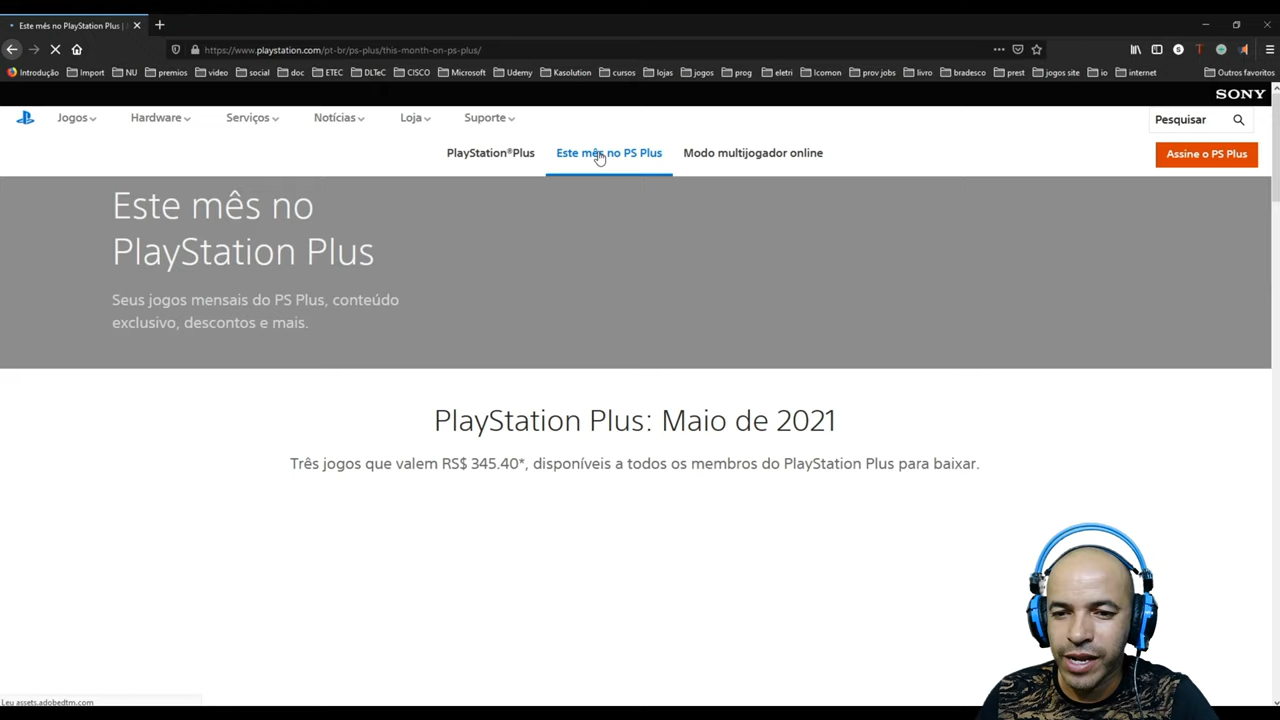 Este mês no PlayStation Plus |
https://www.playstation.com/pt-br/ps-plus/this-month-on-ps-plus/
Introdução Import NU premios video social doc ETEC DLTeC CISCO Microsoft Udemy Kasolution cursos lojas jogos prog eletri Icomon prov jobs livro bradesco prest jogos site io internet Outros favoritos
SONY
Jogos Hardware Serviços Notícias Loja Suporte Pesquisar
PlayStation®Plus Este mês no PS Plus Modo multijogador online Assine o PS Plus
Este mês no
PlayStation Plus
Seus jogos mensais do PS Plus, conteúdo
exclusivo, descontos e mais.
PlayStation Plus: Maio de 2021
Três jogos que valem RS$ 345.40*, disponíveis a todos os membros do PlayStation Plus para baixar.
Leu assets.adobedtm.com